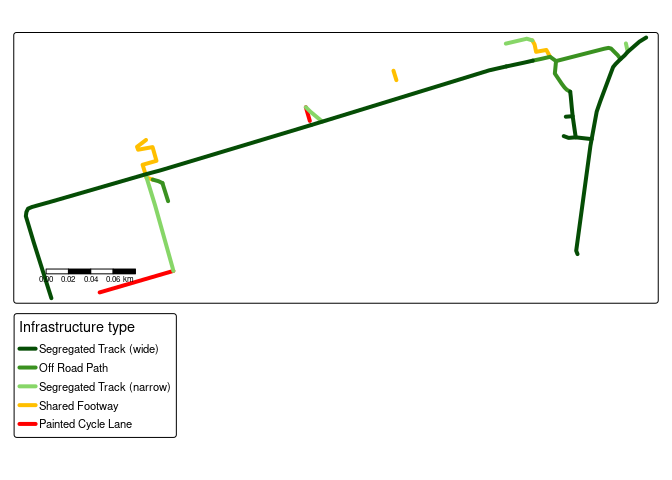 0.00 0.02 0.04 0.06 km
Infrastructure type
Segregated Track (wide)
Off Road Path
Segregated Track (narrow)
Shared Footway
Painted Cycle Lane